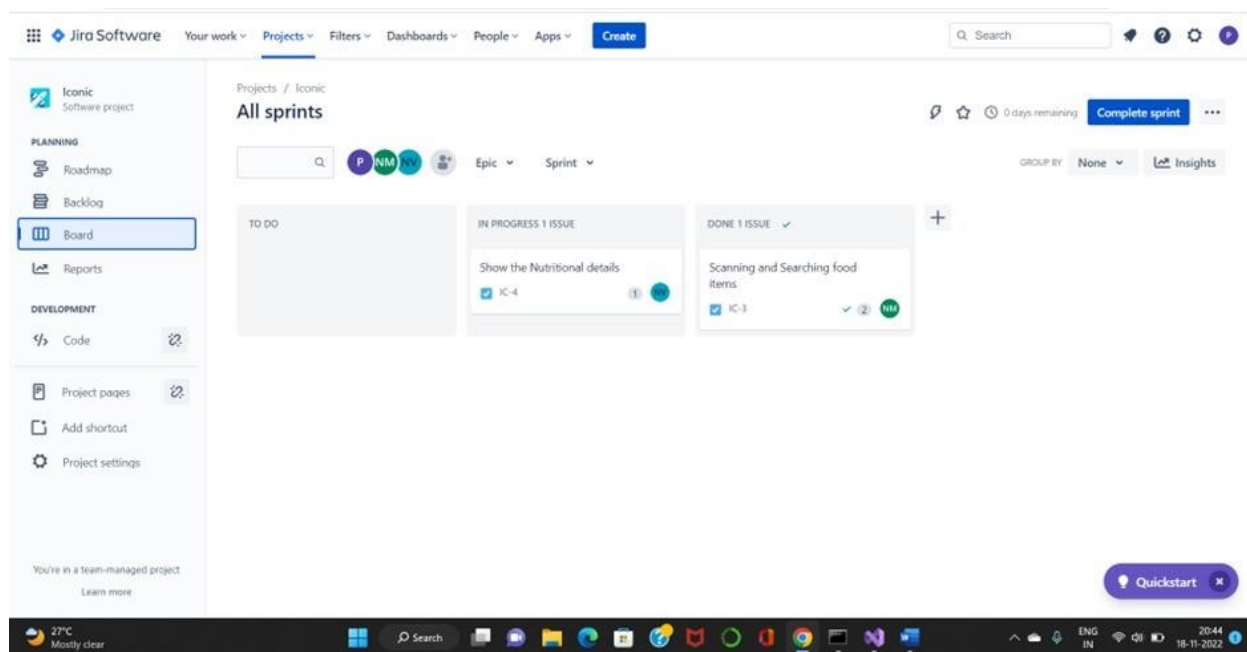 Jira Software Your work Projects Filters Dashboards People Apps Create Search P
Iconic
Software project
PLANNING
Roadmap
Backlog
Board
Reports
DEVELOPMENT
Code
Project pages
Add shortcut
Project settings
You're in a team-managed project
Learn more
Projects / Iconic
All sprints
0 days remaining Complete sprint
P NM NV Epic Sprint GROUP BY None Insights
TO DO
IN PROGRESS 1 ISSUE
Show the Nutritional details
IC-4 1 NV
DONE 1 ISSUE
Scanning and Searching food
items
IC-3 2 NM
Quickstart
27°C
Mostly clear
Search
ENG
IN
20:44
18-11-2022
1